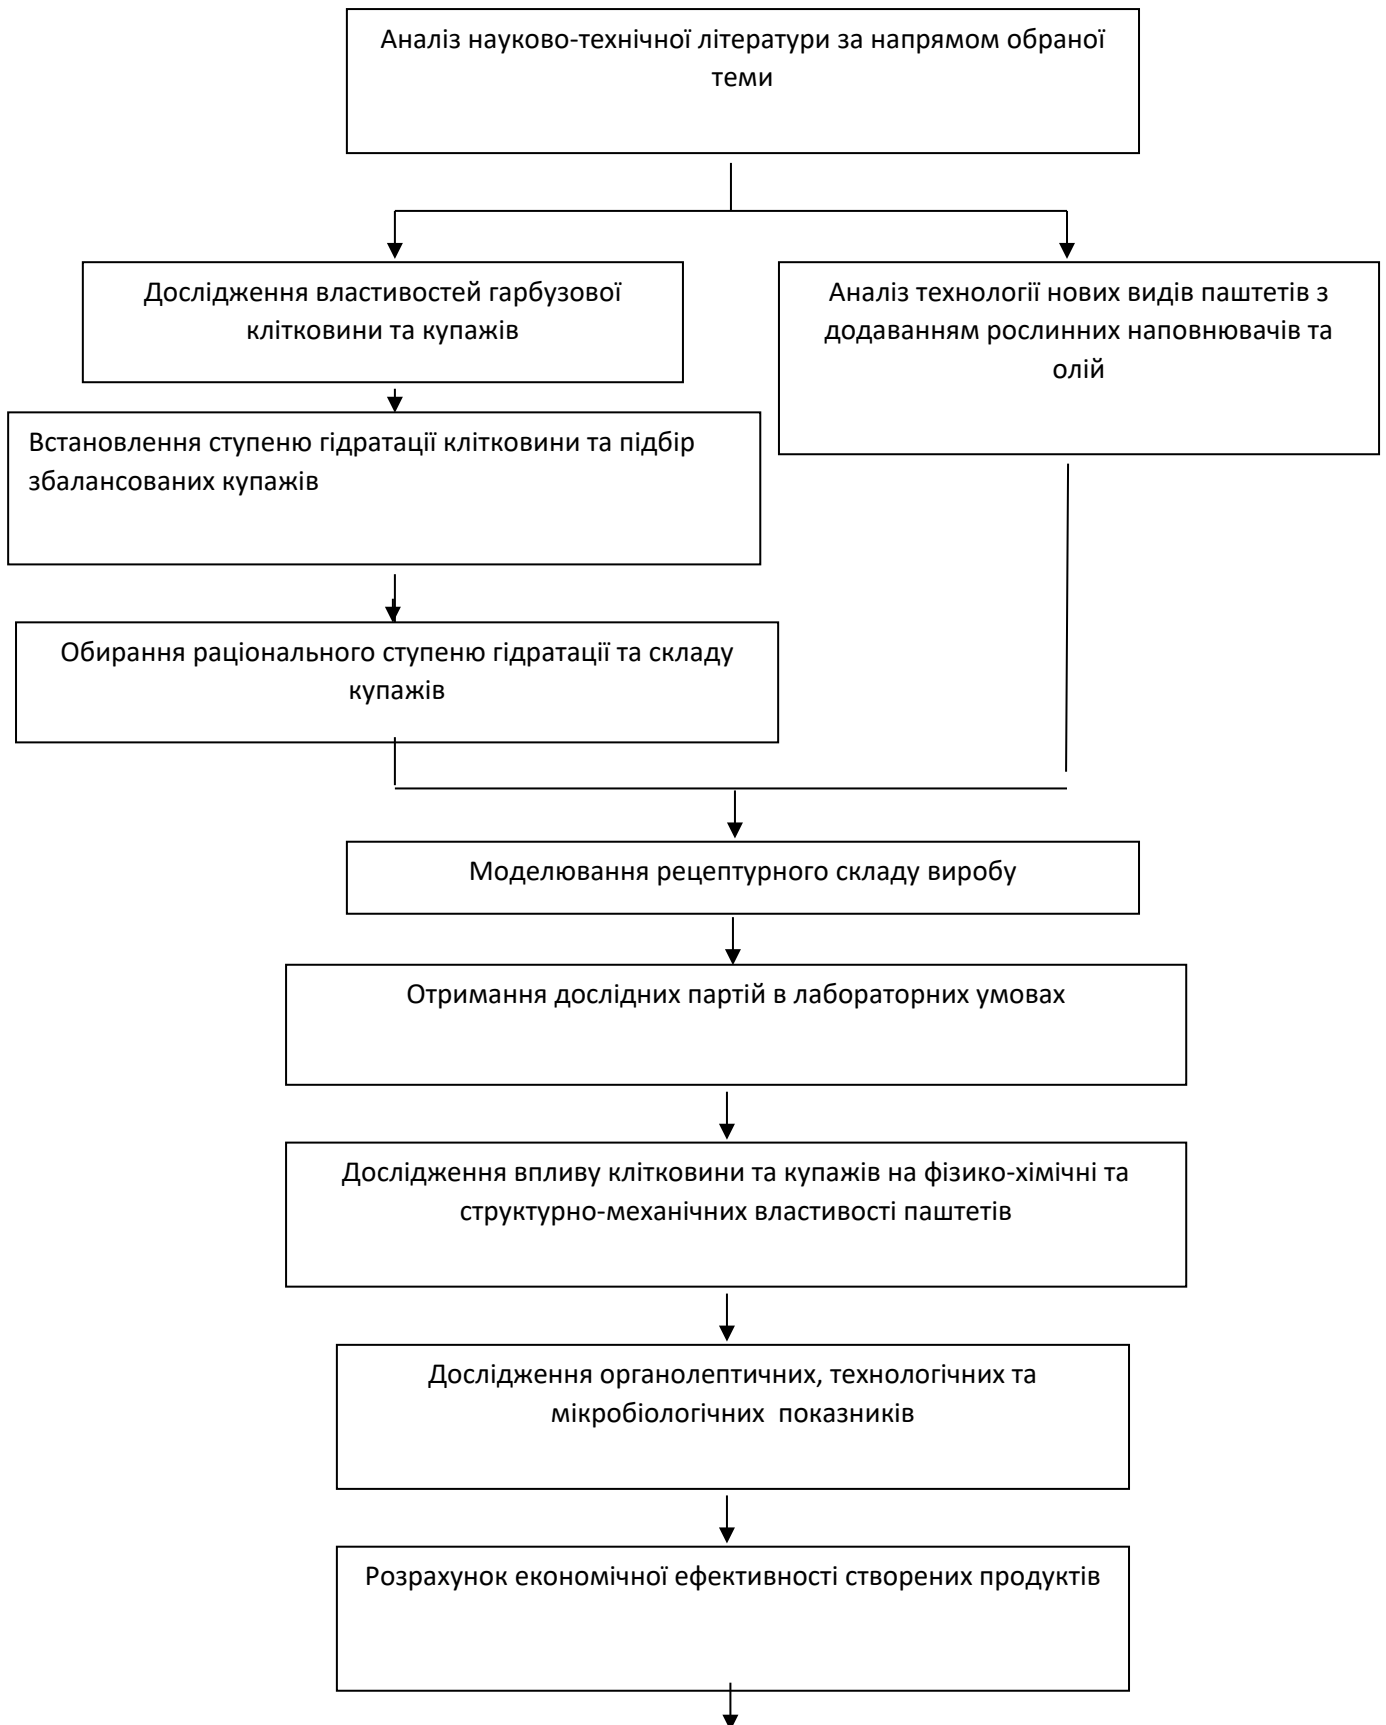 Аналіз науково-технічної літератури за напрямом обраної
теми
Дослідження властивостей гарбузової
клітковини та купажів
Аналіз технології нових видів паштетів з
додаванням рослинних наповнювачів та
олій
Встановлення ступеню гідратації клітковини та підбір
збалансованих купажів
Обирання раціонального ступеню гідратації та складу
купажів
Моделювання рецептурного складу виробу
Отримання дослідних партій в лабораторних умовах
Дослідження впливу клітковини та купажів на фізико-хімічні та
структурно-механічних властивості паштетів
Дослідження органолептичних, технологічних та
мікробіологічних  показників
Розрахунок економічної ефективності створених продуктів